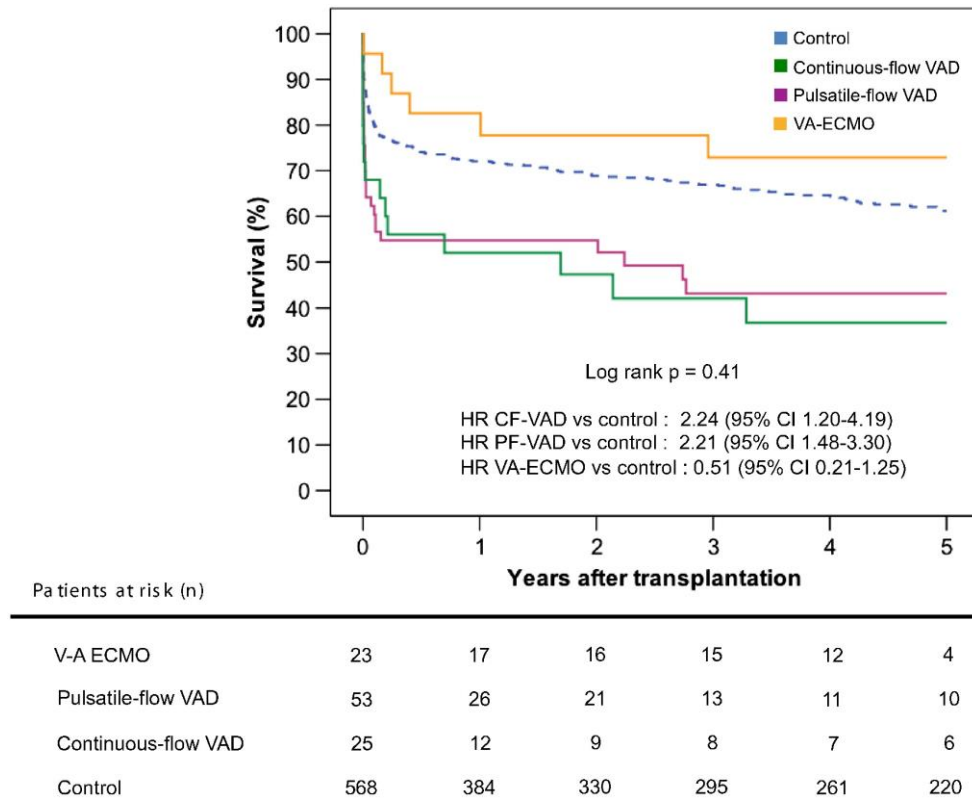 100
90
80
70
60
50
40
30
20
10
0
Survival (%)
Control
Continuous-flow VAD
Pulsatile-flow VAD
VA-ECMO
Log rank p = 0.41
HR CF-VAD vs control : 2.24 (95% CI 1.20-4.19)
HR PF-VAD vs control : 2.21 (95% CI 1.48-3.30)
HR VA-ECMO vs control : 0.51 (95% CI 0.21-1.25)
0 1 2 3 4 5
Years after transplantation
Patients at risk (n)
V-A ECMO 23 17 16 15 12 4
Pulsatile-flow VAD 53 26 21 13 11 10
Continuous-flow VAD 25 12 9 8 7 6
Control 568 384 330 295 261 220